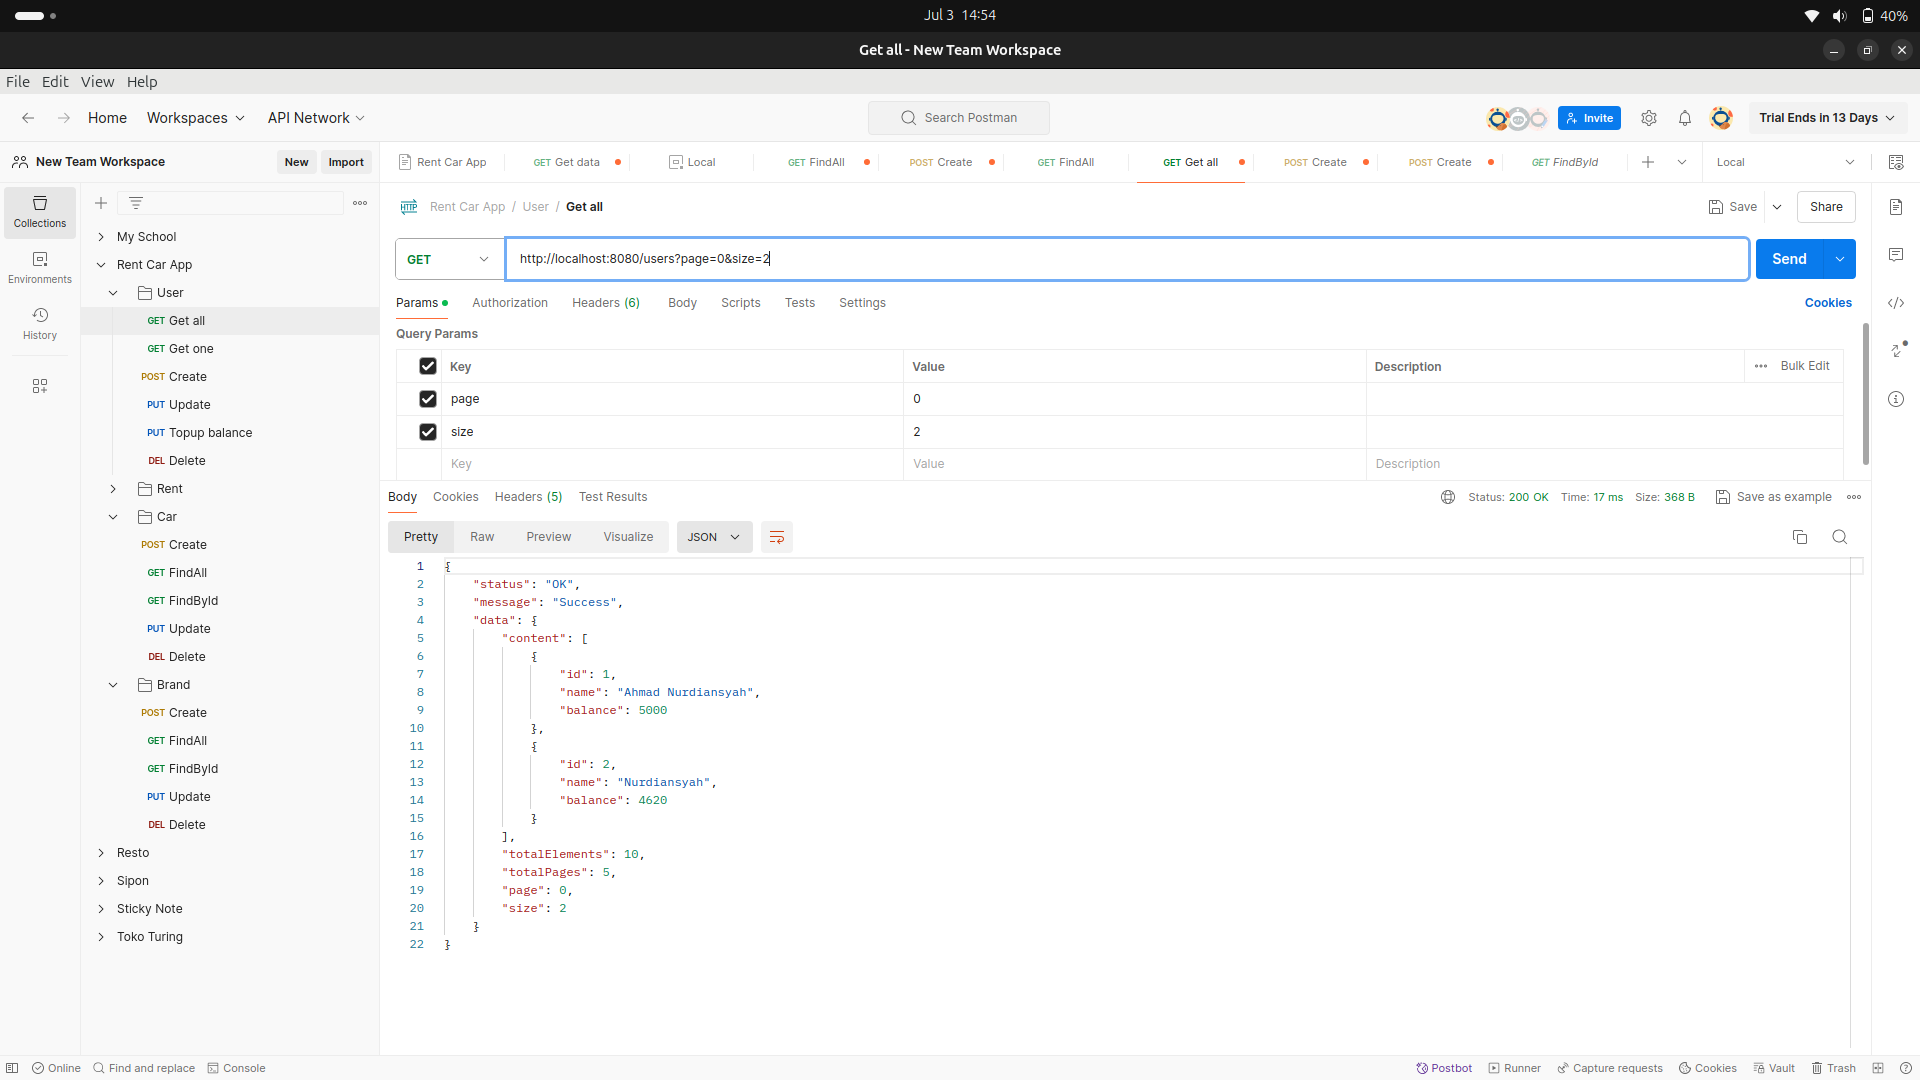 Jul 3 14:54
40%
Get all - New Team Workspace
File Edit View Help
Home Workspaces API Network
Search Postman
Invite
Trial Ends in 13 Days
New Team Workspace
New Import
Rent Car App
GET Get data
Local
GET FindAll
POST Create
GET FindAll
GET Get all
POST Create
POST Create
GET FindById
Local
Collections
Environments
History
My School
Rent Car App
User
GET Get all
GET Get one
POST Create
PUT Update
PUT Topup balance
DEL Delete
Rent
Car
POST Create
GET FindAll
GET FindById
PUT Update
DEL Delete
Brand
POST Create
GET FindAll
GET FindById
PUT Update
DEL Delete
Resto
Sipon
Sticky Note
Toko Turing
HTTP Rent Car App / User / Get all
Save Share
GET http://localhost:8080/users?page=0&size=2 Send
Params Authorization Headers (6) Body Scripts Tests Settings Cookies
Query Params
Key Value Description Bulk Edit
page 0
size 2
Key Value Description
Body Cookies Headers (5) Test Results Status: 200 OK Time: 17 ms Size: 368 B Save as example
Pretty Raw Preview Visualize JSON
1 {
2 "status": "OK",
3 "message": "Success",
4 "data": {
5 "content": [
6 {
7 "id": 1,
8 "name": "Ahmad Nurdiansyah",
9 "balance": 5000
10 },
11 {
12 "id": 2,
13 "name": "Nurdiansyah",
14 "balance": 4620
15 }
16 ],
17 "totalElements": 10,
18 "totalPages": 5,
19 "page": 0,
20 "size": 2
21 }
22 }
Online Find and replace Console Postbot Runner Capture requests Cookies Vault Trash